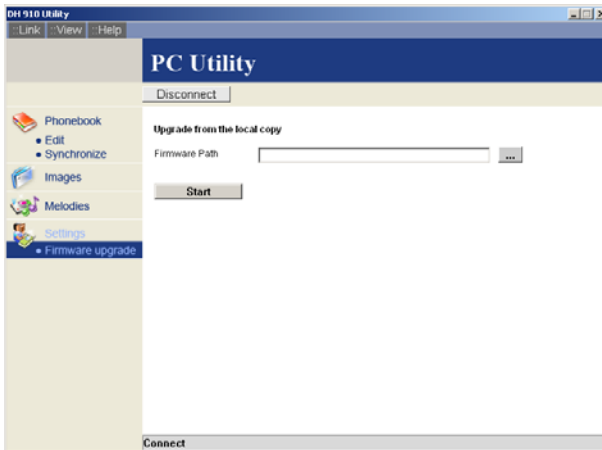 DH 910 Utility
::Link ::View ::Help
PC Utility
Disconnect
Phonebook
• Edit
• Synchronize
Images
Melodies
Settings
• Firmware upgrade
Upgrade from the local copy
Firmware Path
...
Start
Connect